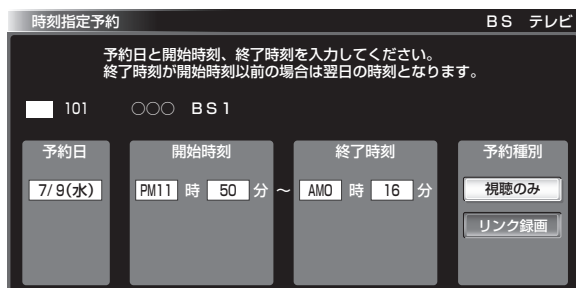 時刻指定予約 BS テレビ
予約日と開始時刻、終了時刻を入力してください。
終了時刻が開始時刻以前の場合は翌日の時刻となります。
101 ○○○ BS1
予約日 開始時刻 終了時刻 予約種別
7/ 9(水) PM11 時 50 分 ～ AM0 時 16 分 視聴のみ
リンク録画